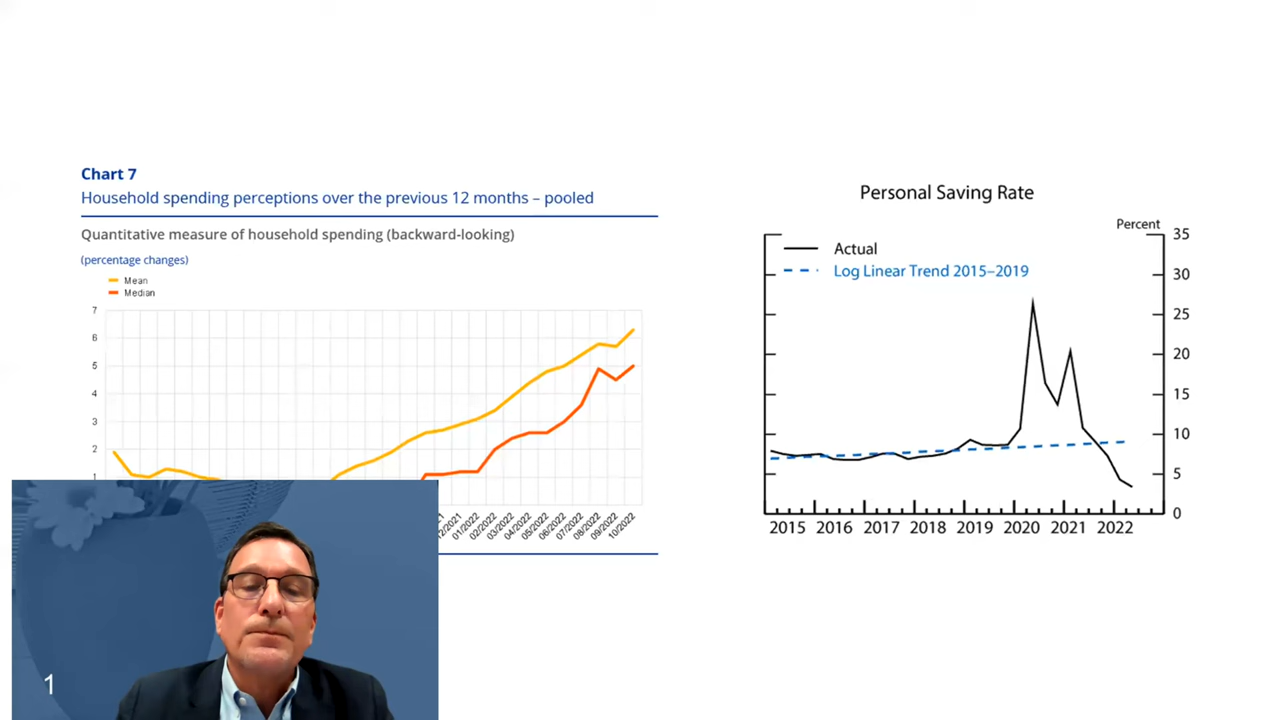 Chart 7
Household spending perceptions over the previous 12 months – pooled
Quantitative measure of household spending (backward-looking)
(percentage changes)
Mean
Median
7
6
5
4
3
2
1
12/2021
01/2022
02/2022
03/2022
04/2022
05/2022
06/2022
07/2022
08/2022
09/2022
10/2022
Personal Saving Rate
Percent
Actual
Log Linear Trend 2015–2019
35
30
25
20
15
10
5
0
2015 2016 2017 2018 2019 2020 2021 2022
1